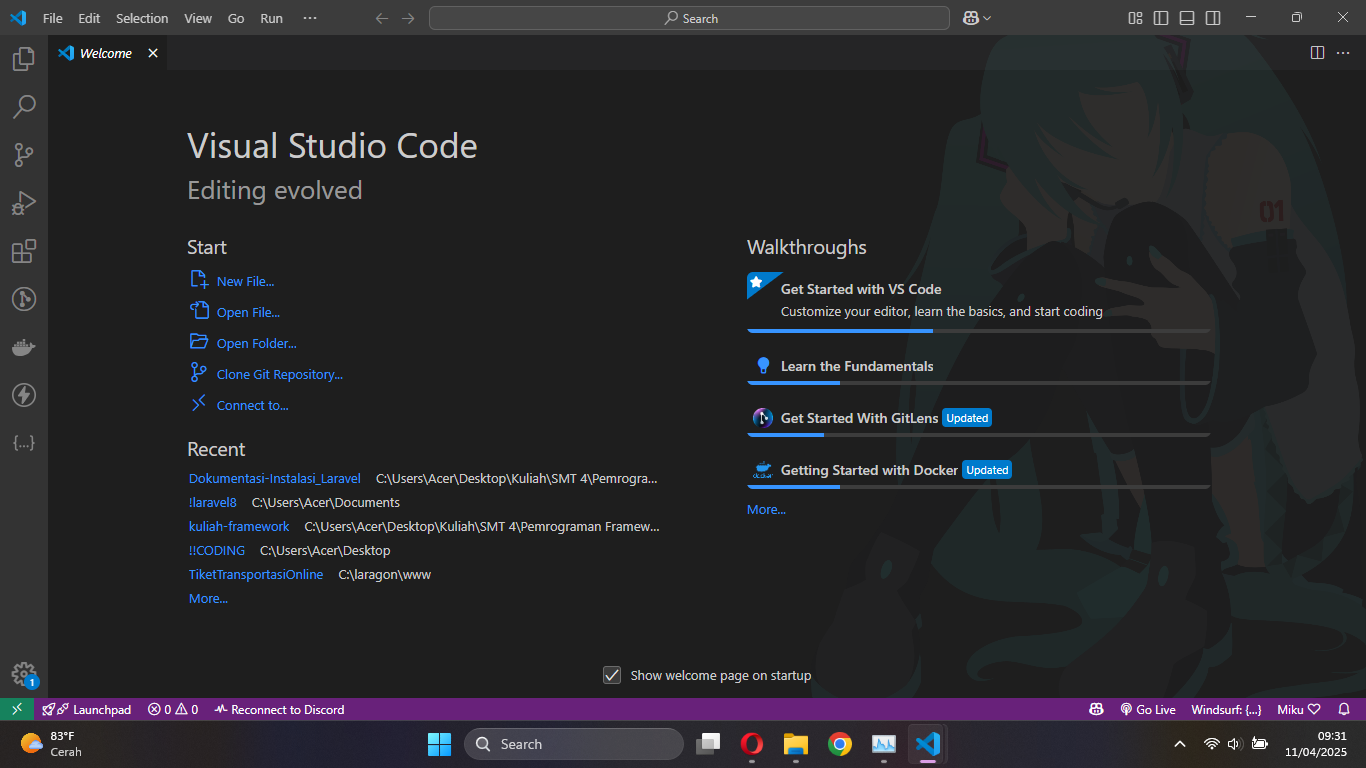 File Edit Selection View Go Run ···
Search
Welcome
Visual Studio Code
Editing evolved
Start
New File...
Open File...
Open Folder...
Clone Git Repository...
Connect to...
Recent
Dokumentasi-Instalasi_Laravel C:\Users\Acer\Desktop\Kuliah\SMT 4\Pemrogra...
!laravel8 C:\Users\Acer\Documents
kuliah-framework C:\Users\Acer\Desktop\Kuliah\SMT 4\Pemrograman Framew...
!!CODING C:\Users\Acer\Desktop
TiketTransportasiOnline C:\laragon\www
More...
Walkthroughs
Get Started with VS Code
Customize your editor, learn the basics, and start coding
Learn the Fundamentals
Get Started With GitLens Updated
Getting Started with Docker Updated
More...
01
{...}
1
Show welcome page on startup
Launchpad 0 0 Reconnect to Discord Go Live Windsurf: {...} Miku ♡
83°F
Cerah
Search
09:31
11/04/2025